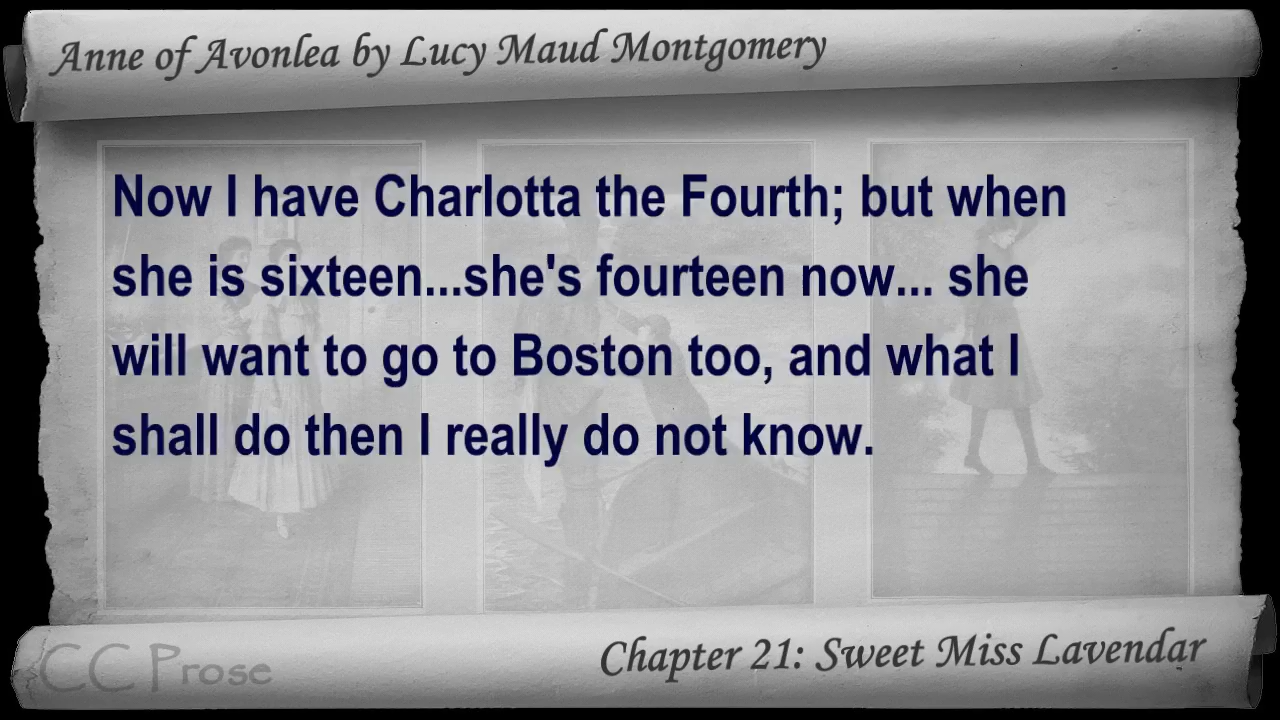 Anne of Avonlea by Lucy Maud Montgomery
Now I have Charlotta the Fourth; but when
she is sixteen...she's fourteen now... she
will want to go to Boston too, and what I
shall do then I really do not know.
CC Prose
Chapter 21: Sweet Miss Lavendar